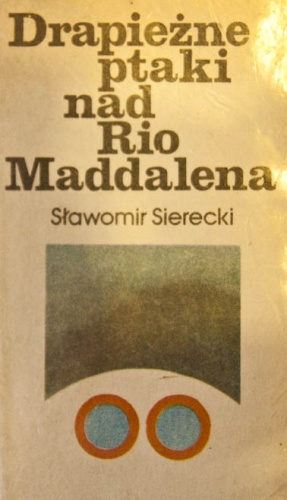 Drapieżne
ptaki
nad
Rio
Maddalena
Sławomir Sierecki